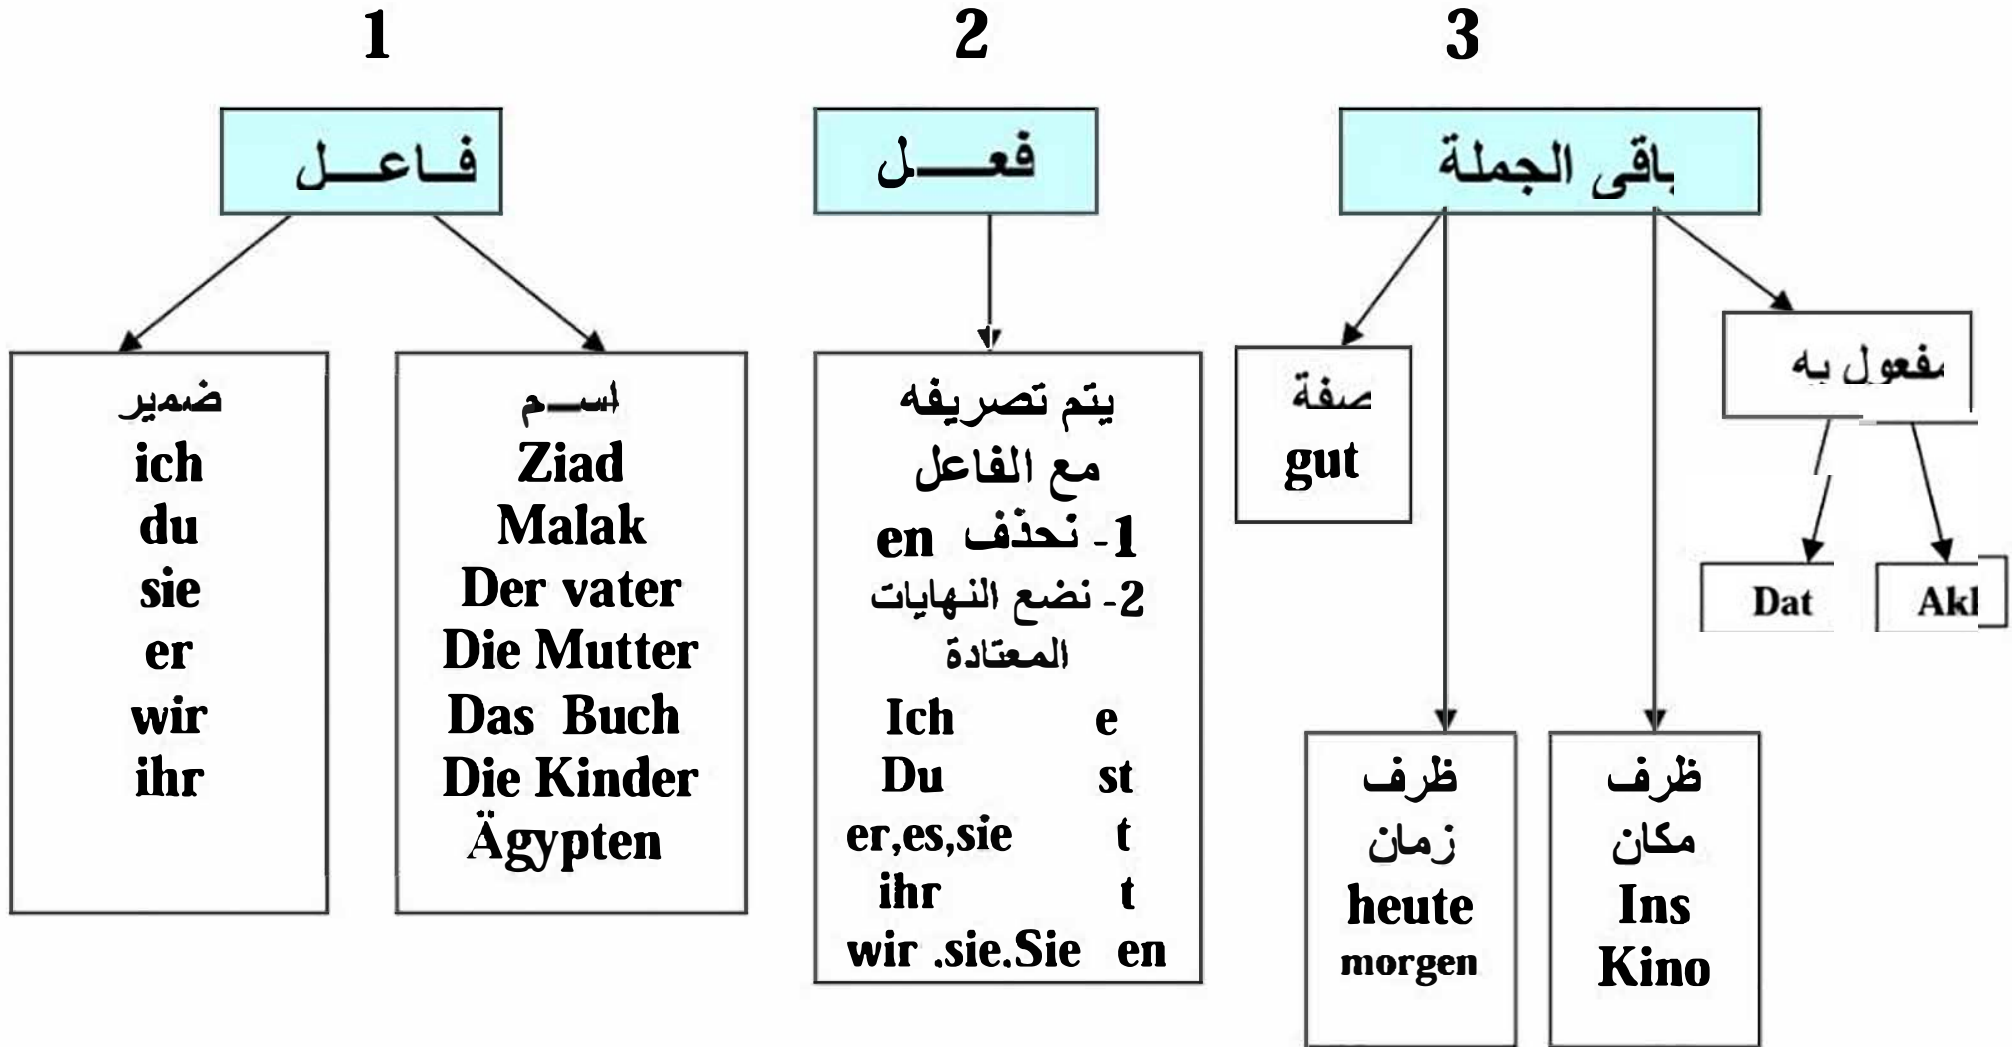 1
2
3
فاعل
فعل
باقى الجملة
ضمير
ich
du
sie
er
wir
ihr
اسم
Ziad
Malak
Der vater
Die Mutter
Das Buch
Die Kinder
Ägypten
يتم تصريفه
مع الفاعل
1- نحذف en
2- نضع النهايات
المعتادة
Ich e
Du st
er,es,sie t
ihr t
wir .sie.Sie en
صفة
gut
مفعول به
Dat
Akk
ظرف
زمان
heute
morgen
ظرف
مكان
Ins
Kino